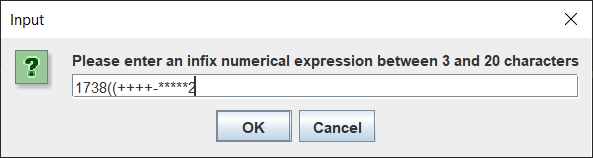 Input
Please enter an infix numerical expression between 3 and 20 characters
1738((++++-*****2
OK
Cancel